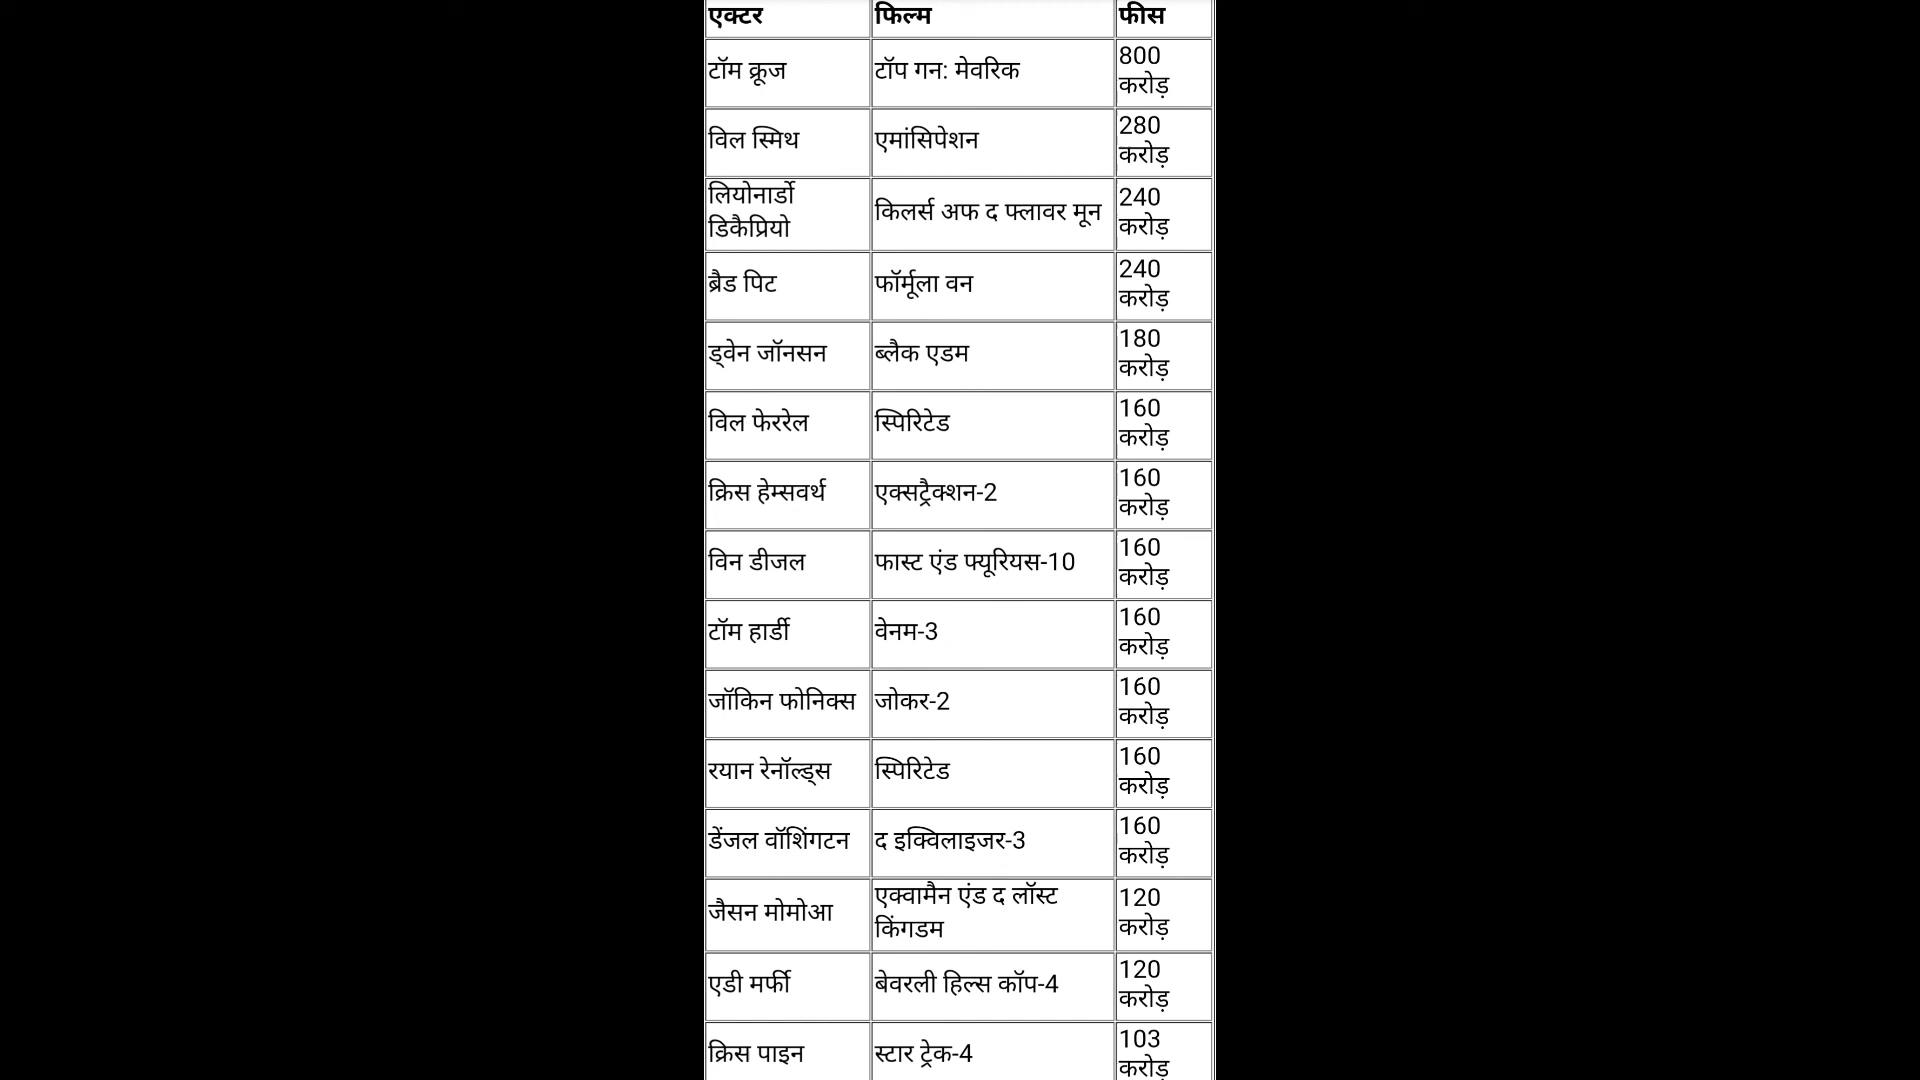 एक्टर फिल्म फीस
टॉम क्रूज टॉप गन: मेवरिक 800
करोड़
विल स्मिथ एमांसिपेशन 280
करोड़
लियोनार्डो
डिकैप्रियो किलर्स अफ द फ्लावर मून 240
करोड़
ब्रैड पिट फॉर्मूला वन 240
करोड़
ड्वेन जॉनसन ब्लैक एडम 180
करोड़
विल फेररेल स्पिरिटेड 160
करोड़
क्रिस हेम्सवर्थ एक्सट्रैक्शन-2 160
करोड़
विन डीजल फास्ट एंड फ्यूरियस-10 160
करोड़
टॉम हार्डी वेनम-3 160
करोड़
जॉकिन फोनिक्स जोकर-2 160
करोड़
रयान रेनॉल्ड्स स्पिरिटेड 160
करोड़
डेंजल वॉशिंगटन द इक्विलाइजर-3 160
करोड़
जैसन मोमोआ एक्वामैन एंड द लॉस्ट
किंगडम 120
करोड़
एडी मर्फी बेवरली हिल्स कॉप-4 120
करोड़
क्रिस पाइन स्टार ट्रेक-4 103
करोड़